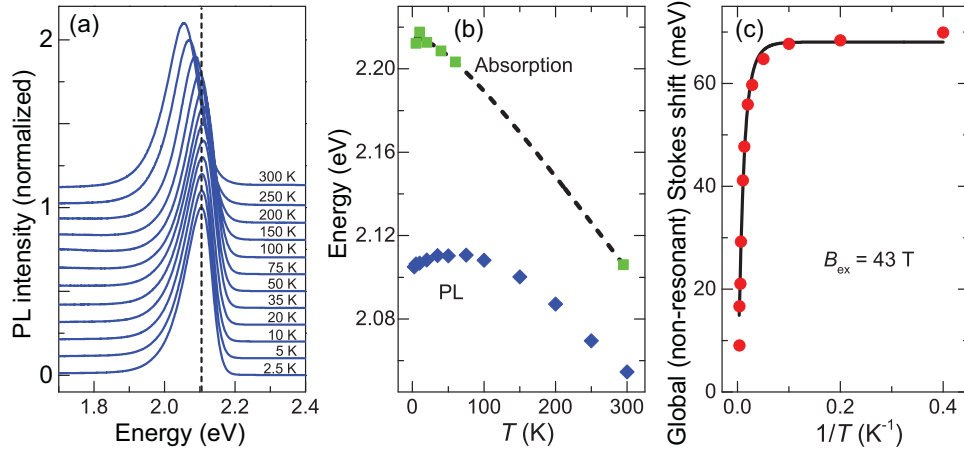 (a)
PL intensity (normalized)
2
1
0
300 K
250 K
200 K
150 K
100 K
75 K
50 K
35 K
20 K
10 K
5 K
2.5 K
1.8 2.0 2.2 2.4
Energy (eV)
(b)
Energy (eV)
2.20
2.16
2.12
2.08
Absorption
PL
0 100 200 300
T (K)
(c)
Global (non-resonant) Stokes shift (meV)
60
40
20
0
B_ex = 43 T
0.0 0.2 0.4
1/T (K⁻¹)